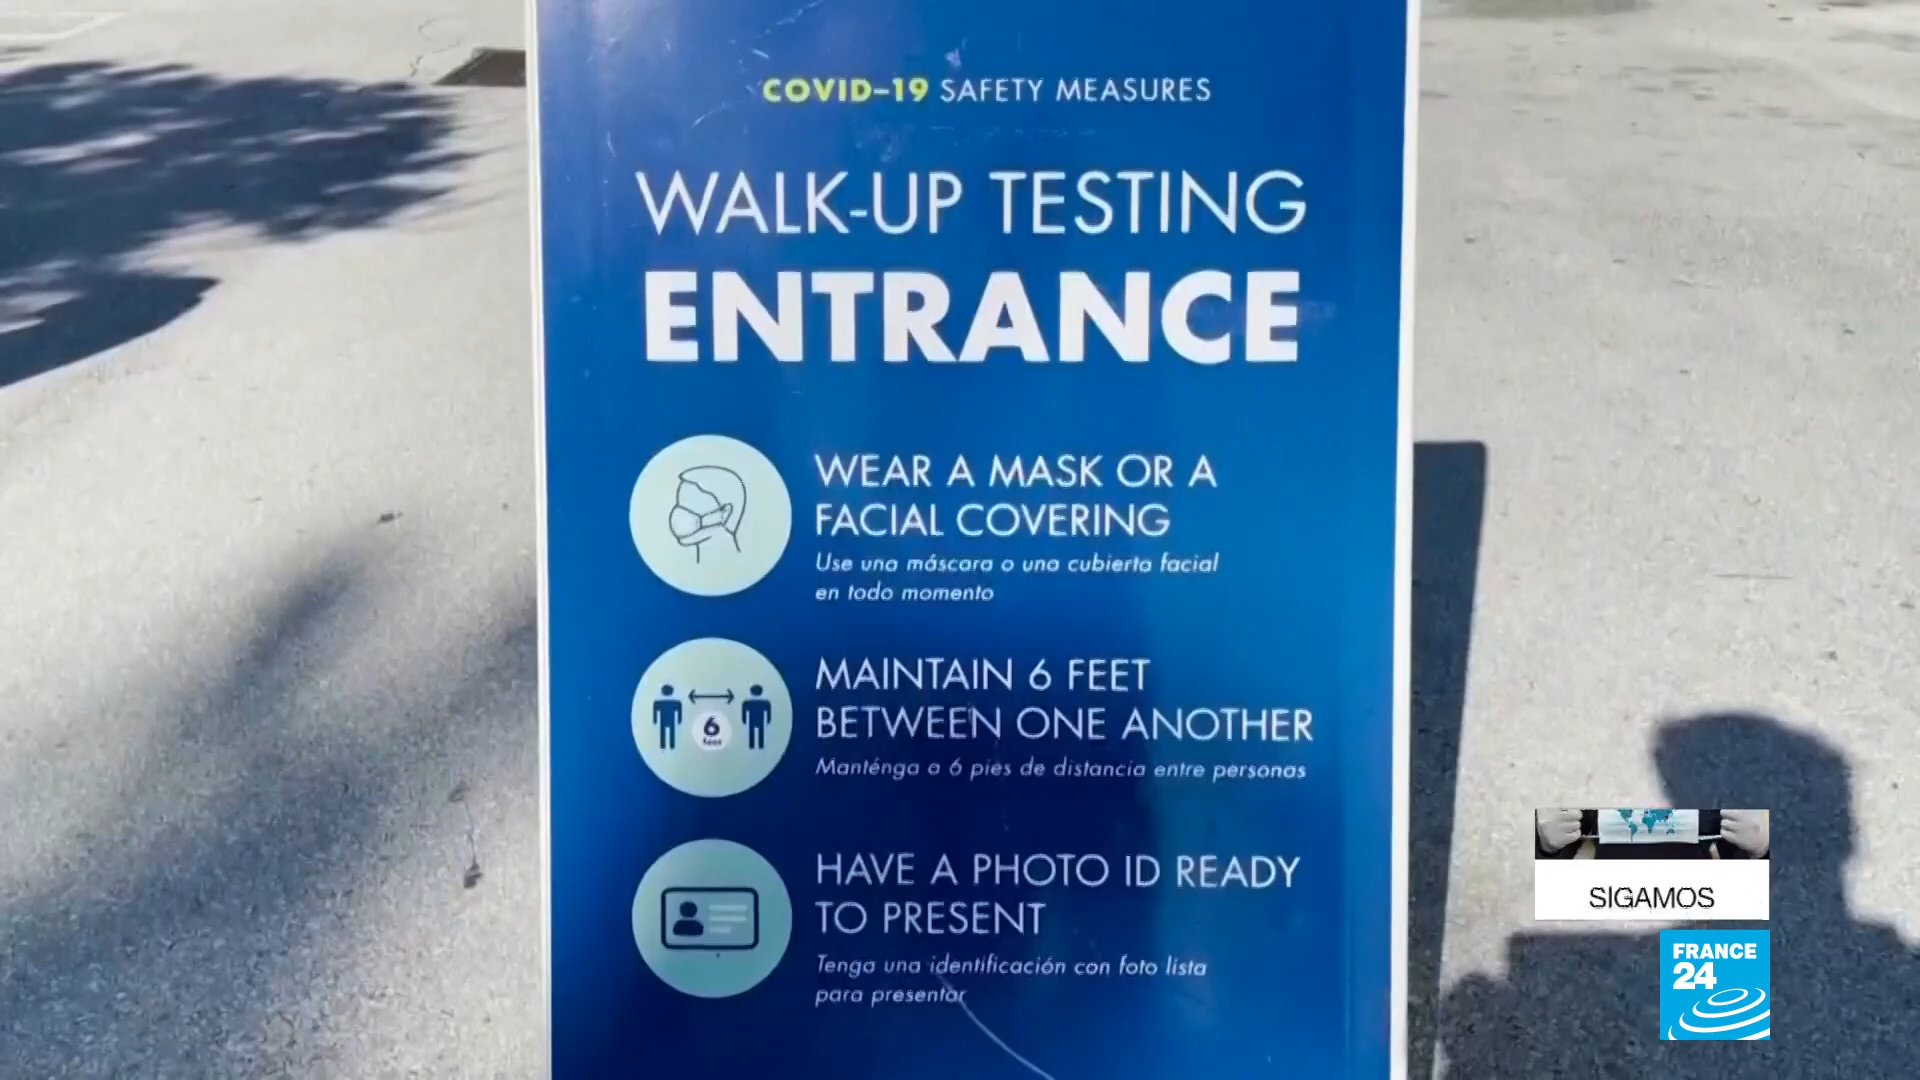 COVID-19 SAFETY MEASURES
WALK-UP TESTING
ENTRANCE
WEAR A MASK OR A
FACIAL COVERING
Use una máscara o una cubierta facial
en todo momento
6
feet
MAINTAIN 6 FEET
BETWEEN ONE ANOTHER
Manténga a 6 pies de distancia entre personas
HAVE A PHOTO ID READY
TO PRESENT
Tenga una identificación con foto lista
para presentar
SIGAMOS
FRANCE
24